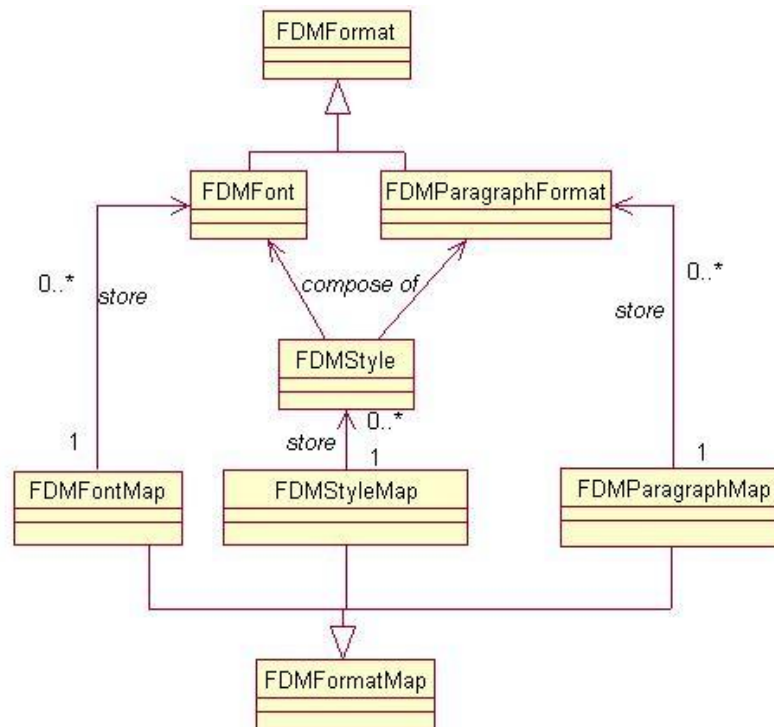 FDMFormat
FDMFont
FDMParagraphFormat
0..*
store
compose of
0..*
store
FDMStyle
0..*
store
1
1
1
FDMFontMap
FDMStyleMap
FDMParagraphMap
FDMFormatMap